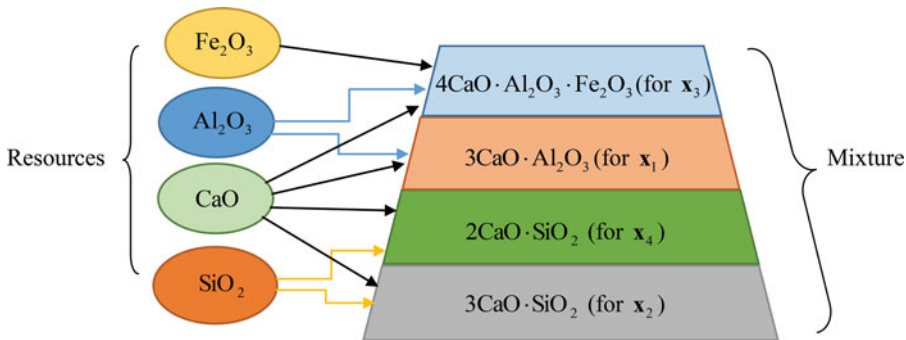 Resources
Fe₂O₃
Al₂O₃
CaO
SiO₂
4CaO·Al₂O₃·Fe₂O₃(for x₃)
3CaO·Al₂O₃(for x₁)
2CaO·SiO₂ (for x₄)
3CaO·SiO₂ (for x₂)
Mixture